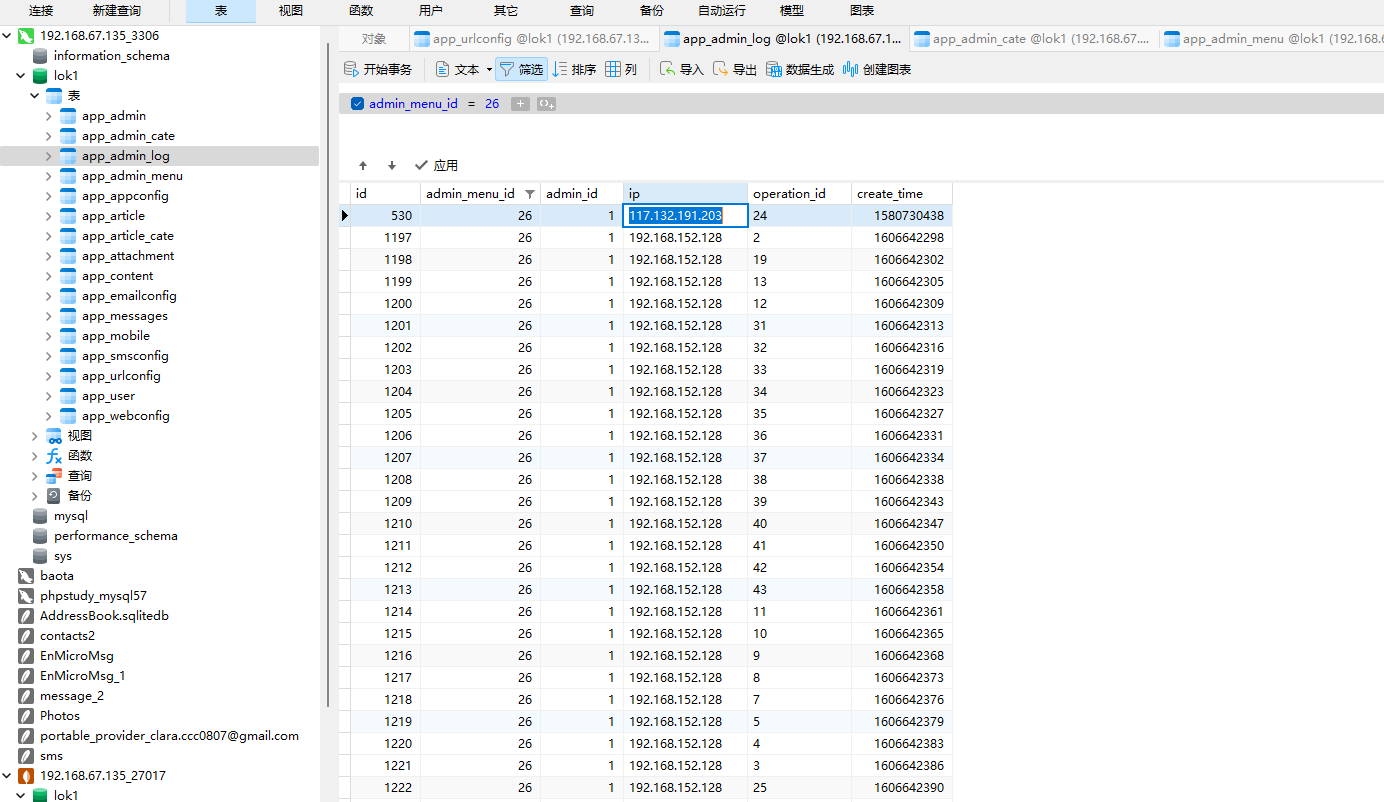 连接 新建查询 表 视图 函数 用户 其它 查询 备份 自动运行 模型 图表
192.168.67.135_3306
information_schema
lok1
表
app_admin
app_admin_cate
app_admin_log
app_admin_menu
app_appconfig
app_article
app_article_cate
app_attachment
app_content
app_emailconfig
app_messages
app_mobile
app_smsconfig
app_urlconfig
app_user
app_webconfig
视图
函数
查询
备份
mysql
performance_schema
sys
baota
phpstudy_mysql57
AddressBook.sqlitedb
contacts2
EnMicroMsg
EnMicroMsg_1
message_2
Photos
portable_provider_clara.ccc0807@gmail.com
sms
192.168.67.135_27017
lok1
对象 app_urlconfig @lok1 (192.168.67.13... app_admin_log @lok1 (192.168.67.1... app_admin_cate @lok1 (192.168.67.... app_admin_menu @lok1 (192.168.6
开始事务 文本 筛选 排序 列 导入 导出 数据生成 创建图表
admin_menu_id = 26
应用
id admin_menu_id admin_id ip operation_id create_time
530 26 1 117.132.191.203 24 1580730438
1197 26 1 192.168.152.128 2 1606642298
1198 26 1 192.168.152.128 19 1606642302
1199 26 1 192.168.152.128 13 1606642305
1200 26 1 192.168.152.128 12 1606642309
1201 26 1 192.168.152.128 31 1606642313
1202 26 1 192.168.152.128 32 1606642316
1203 26 1 192.168.152.128 33 1606642319
1204 26 1 192.168.152.128 34 1606642323
1205 26 1 192.168.152.128 35 1606642327
1206 26 1 192.168.152.128 36 1606642331
1207 26 1 192.168.152.128 37 1606642334
1208 26 1 192.168.152.128 38 1606642338
1209 26 1 192.168.152.128 39 1606642343
1210 26 1 192.168.152.128 40 1606642347
1211 26 1 192.168.152.128 41 1606642350
1212 26 1 192.168.152.128 42 1606642354
1213 26 1 192.168.152.128 43 1606642358
1214 26 1 192.168.152.128 11 1606642361
1215 26 1 192.168.152.128 10 1606642365
1216 26 1 192.168.152.128 9 1606642368
1217 26 1 192.168.152.128 8 1606642373
1218 26 1 192.168.152.128 7 1606642376
1219 26 1 192.168.152.128 5 1606642379
1220 26 1 192.168.152.128 4 1606642383
1221 26 1 192.168.152.128 3 1606642386
1222 26 1 192.168.152.128 25 1606642390